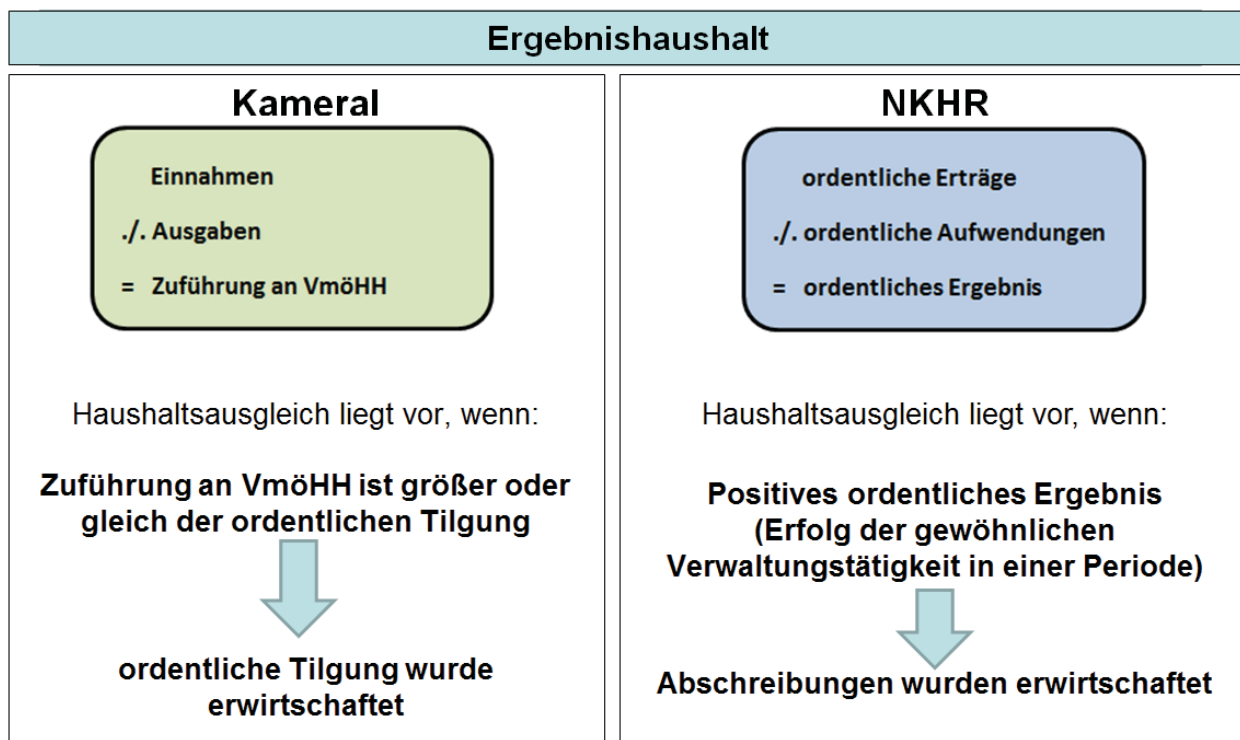 Ergebnishaushalt
Kameral
Einnahmen
./. Ausgaben
= Zuführung an VmöHH
Haushaltsausgleich liegt vor, wenn:
Zuführung an VmöHH ist größer oder
gleich der ordentlichen Tilgung
ordentliche Tilgung wurde
erwirtschaftet
NKHR
ordentliche Erträge
./. ordentliche Aufwendungen
= ordentliches Ergebnis
Haushaltsausgleich liegt vor, wenn:
Positives ordentliches Ergebnis
(Erfolg der gewöhnlichen
Verwaltungstätigkeit in einer Periode)
Abschreibungen wurden erwirtschaftet